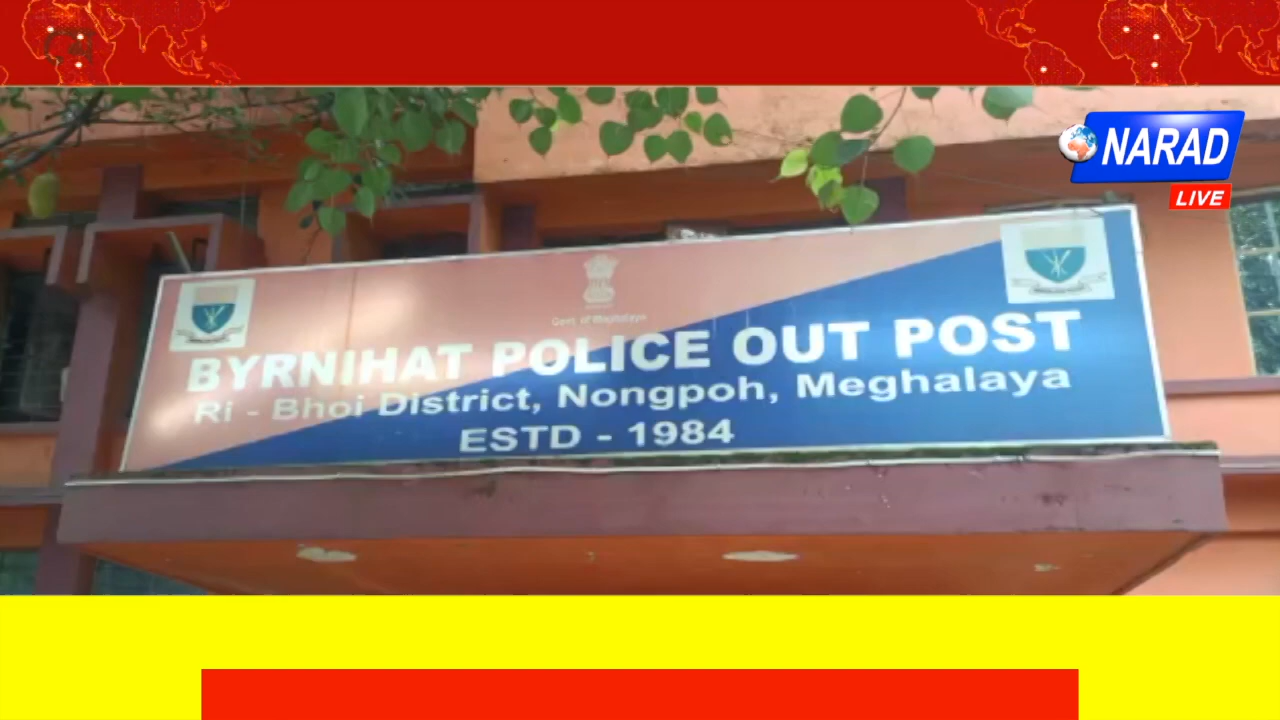 NARAD
LIVE
Govt. of Meghalaya
BYRNIHAT POLICE OUT POST
Ri - Bhoi District, Nongpoh, Meghalaya
ESTD - 1984